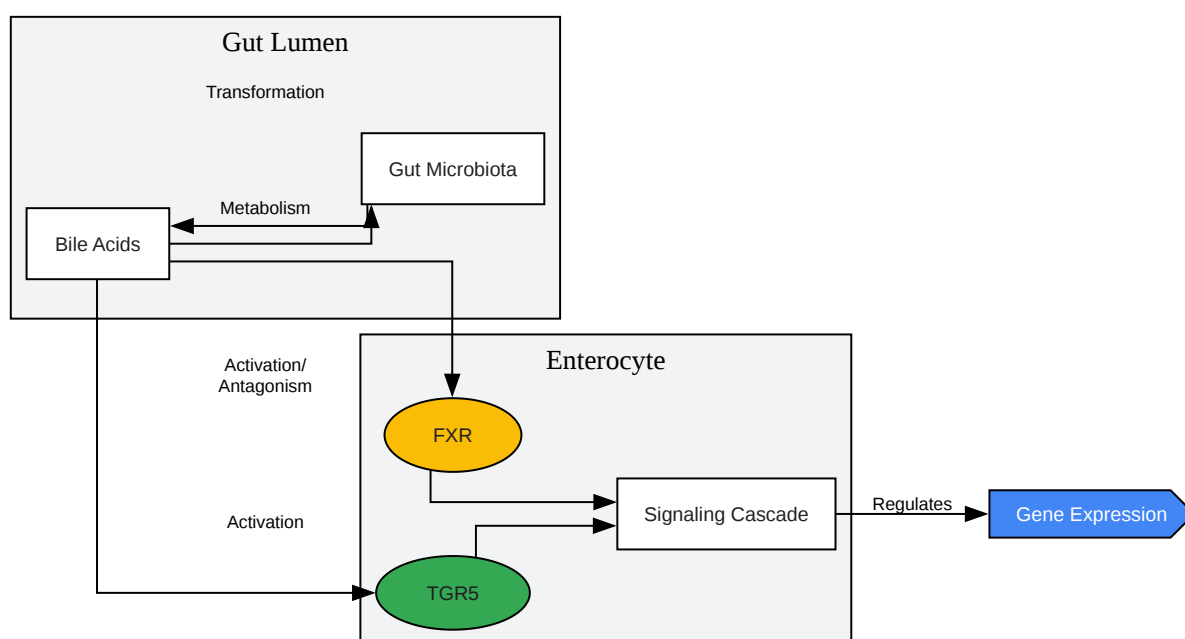 Gut Lumen
Transformation
Gut Microbiota
Metabolism
Bile Acids
Activation/
Antagonism
Enterocyte
FXR
Activation
Signaling Cascade
Regulates
Gene Expression
TGR5